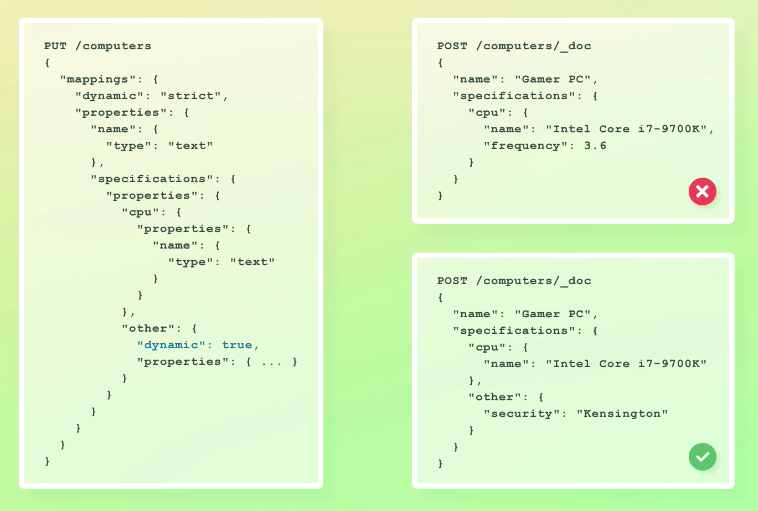 PUT /computers
{
  "mappings": {
    "dynamic": "strict",
    "properties": {
      "name": {
        "type": "text"
      },
      "specifications": {
        "properties": {
          "cpu": {
            "properties": {
              "name": {
                "type": "text"
              }
            }
          },
          "other": {
            "dynamic": true,
            "properties": { ... }
          }
        }
      }
    }
  }
}
POST /computers/_doc
{
  "name": "Gamer PC",
  "specifications": {
    "cpu": {
      "name": "Intel Core i7-9700K",
      "frequency": 3.6
    }
  }
}
POST /computers/_doc
{
  "name": "Gamer PC",
  "specifications": {
    "cpu": {
      "name": "Intel Core i7-9700K"
    },
    "other": {
      "security": "Kensington"
    }
  }
}